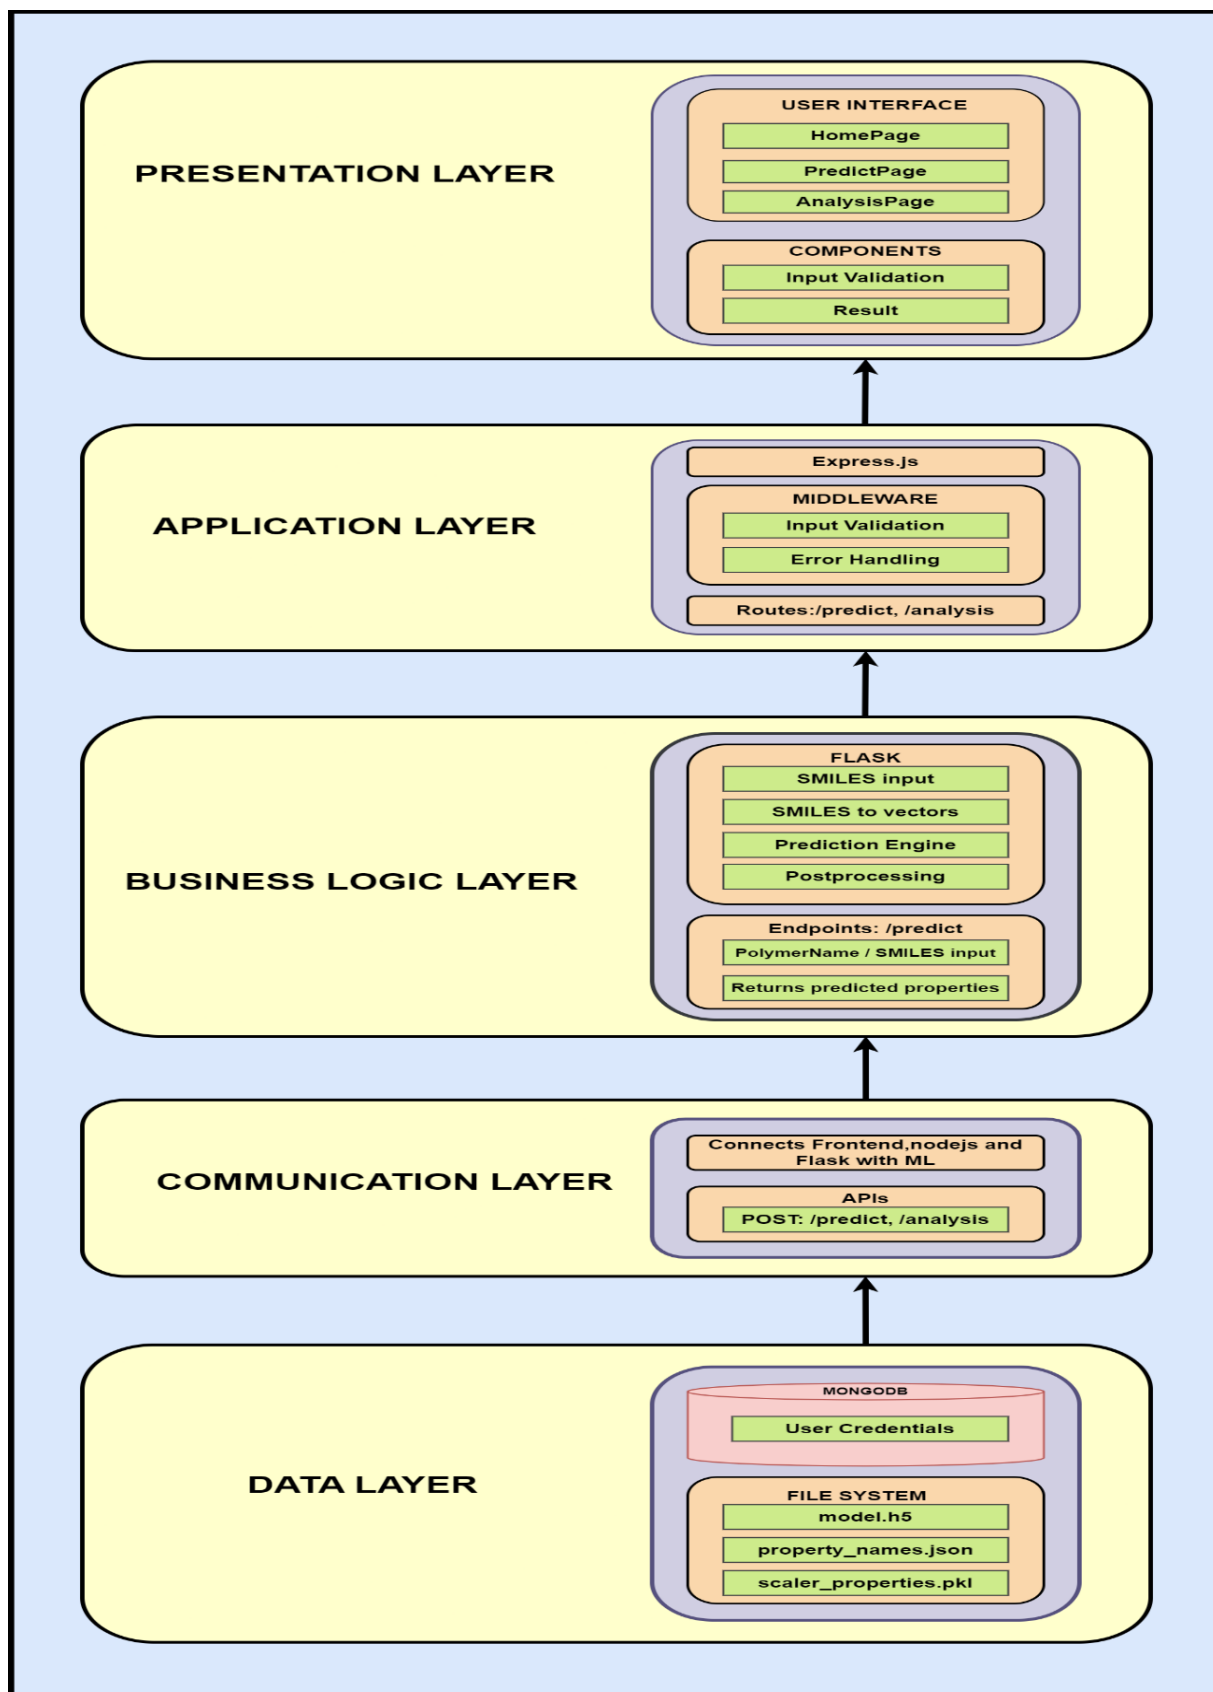 PRESENTATION LAYER
USER INTERFACE
HomePage
PredictPage
AnalysisPage
COMPONENTS
Input Validation
Result
APPLICATION LAYER
Express.js
MIDDLEWARE
Input Validation
Error Handling
Routes:/predict, /analysis
BUSINESS LOGIC LAYER
FLASK
SMILES input
SMILES to vectors
Prediction Engine
Postprocessing
Endpoints: /predict
PolymerName / SMILES input
Returns predicted properties
COMMUNICATION LAYER
Connects Frontend,nodejs and
Flask with ML
APIs
POST: /predict, /analysis
DATA LAYER
MONGODB
User Credentials
FILE SYSTEM
model.h5
property_names.json
scaler_properties.pkl